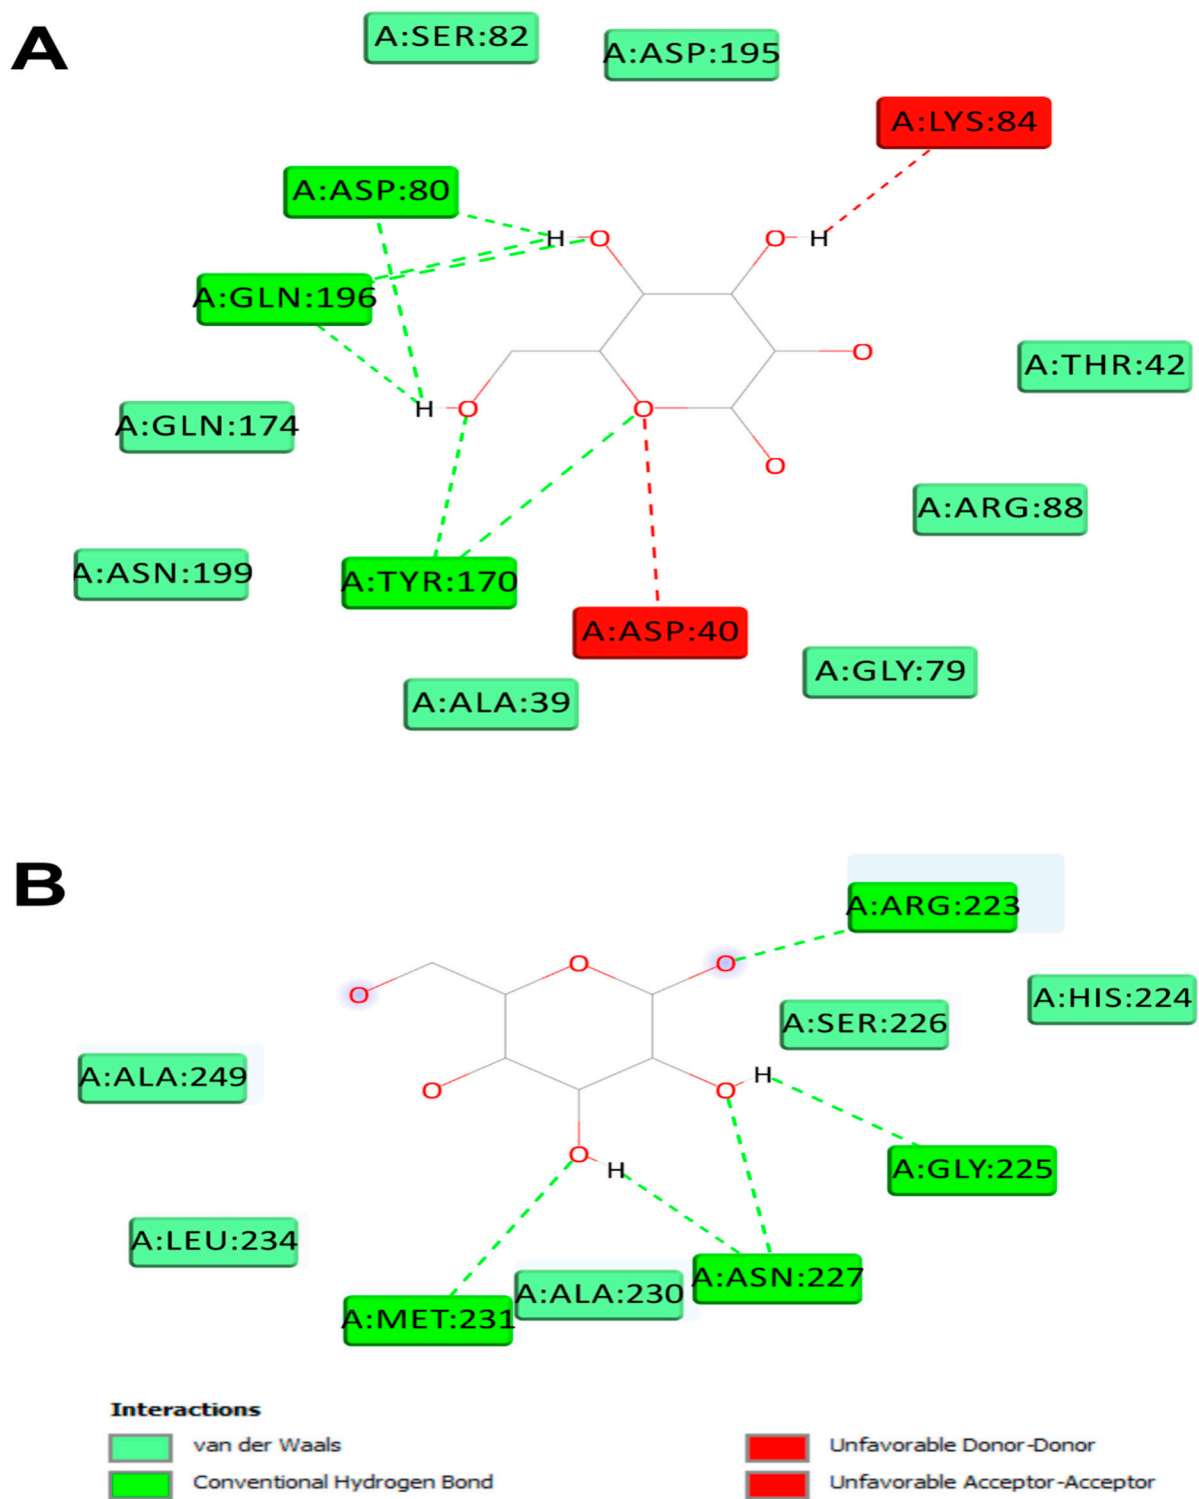 A
A:SER:82
A:ASP:195
A:LYS:84
A:ASP:80
H O
O H
A:GLN:196
O
A:THR:42
H O
O
A:GLN:174
O
A:ARG:88
A:ASN:199
A:TYR:170
A:ASP:40
A:GLY:79
A:ALA:39
B
A:ARG:223
O
O
O
A:HIS:224
A:SER:226
A:ALA:249
O
O H
O H
A:GLY:225
A:LEU:234
A:ASN:227
A:ALA:230
A:MET:231
Interactions
van der Waals
Conventional Hydrogen Bond
Unfavorable Donor-Donor
Unfavorable Acceptor-Acceptor